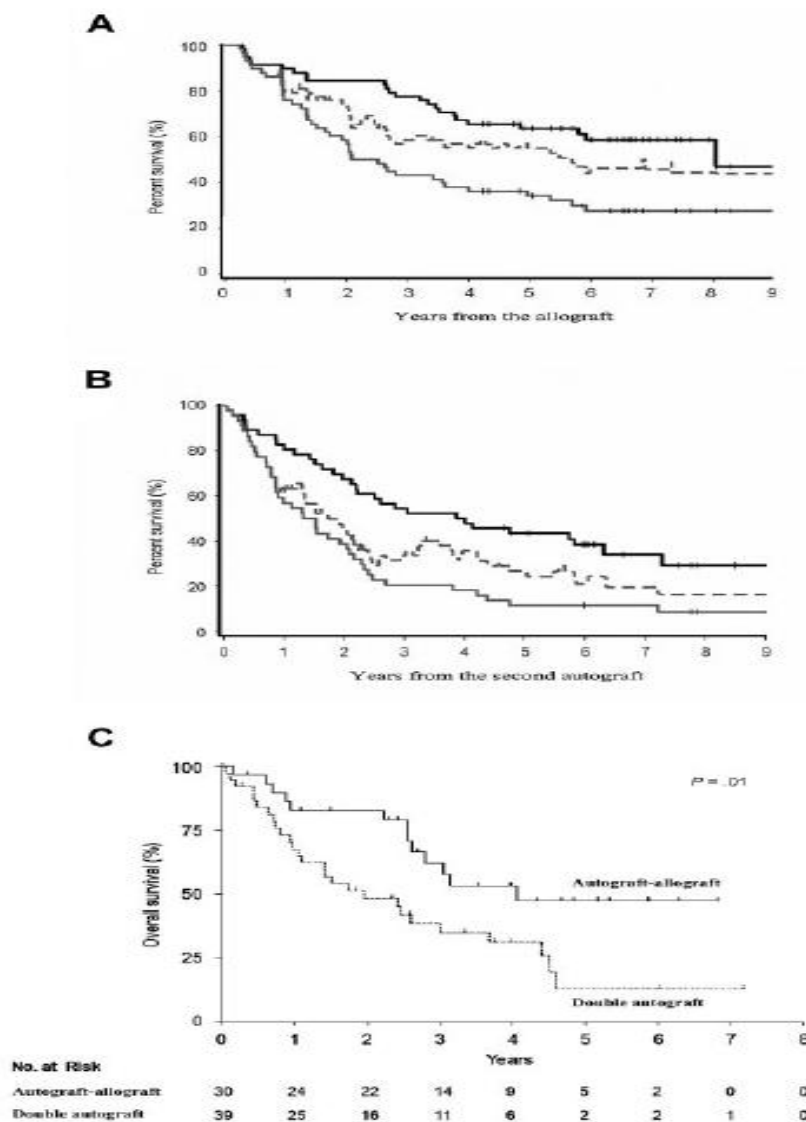 A
100
80
60
40
20
0
Percent survival (%)
0 1 2 3 4 5 6 7 8 9
Years from the allograft
B
100
80
60
40
20
0
Percent survival (%)
0 1 2 3 4 5 6 7 8 9
Years from the second autograft
C
100
75
50
25
0
Overall survival (%)
P = .01
Autograft-allograft
Double autograft
0 1 2 3 4 5 6 7 8
Years
No. at Risk
Autograft-allograft 30 24 22 14 9 5 2 0 0
Double autograft 39 25 16 11 6 2 2 1 0